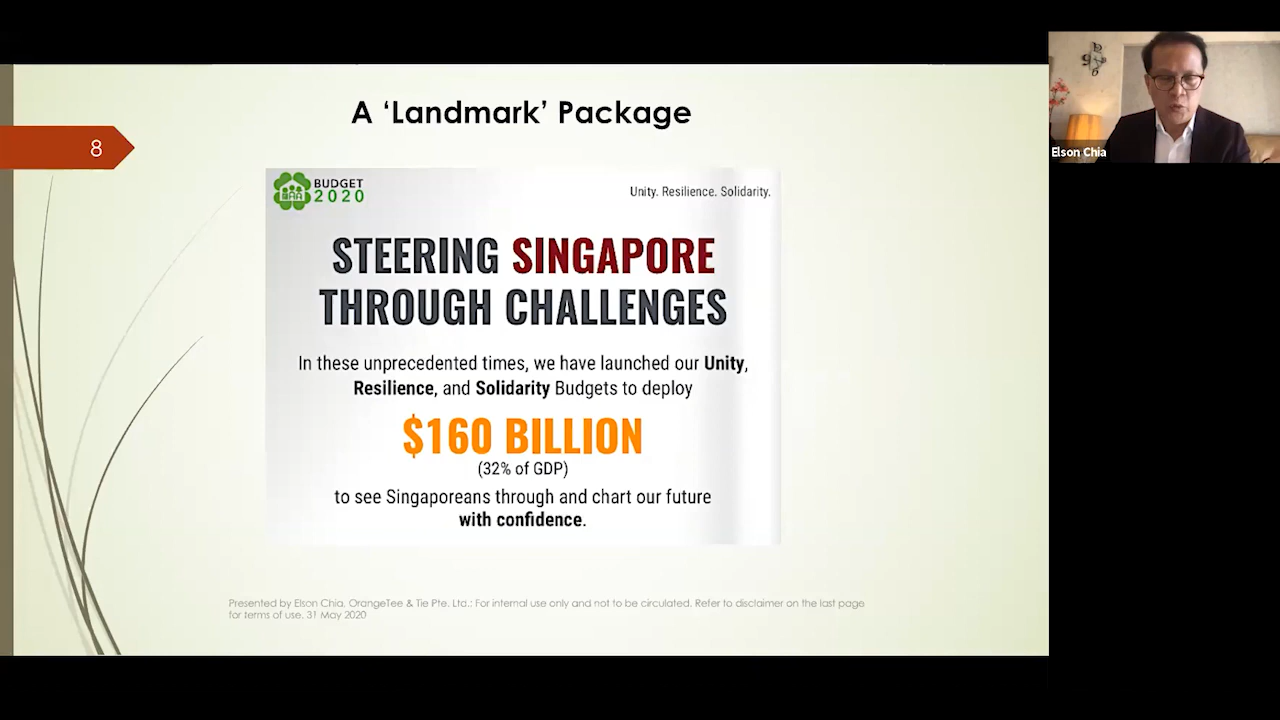 A ‘Landmark’ Package
8
BUDGET
2020
Unity. Resilience. Solidarity.
STEERING SINGAPORE
THROUGH CHALLENGES
In these unprecedented times, we have launched our Unity,
Resilience, and Solidarity Budgets to deploy
$160 BILLION
(32% of GDP)
to see Singaporeans through and chart our future
with confidence.
Presented by Elson Chia, OrangeTee & Tie Pte. Ltd.: For internal use only and not to be circulated. Refer to disclaimer on the last page
for terms of use. 31 May 2020
Elson Chia